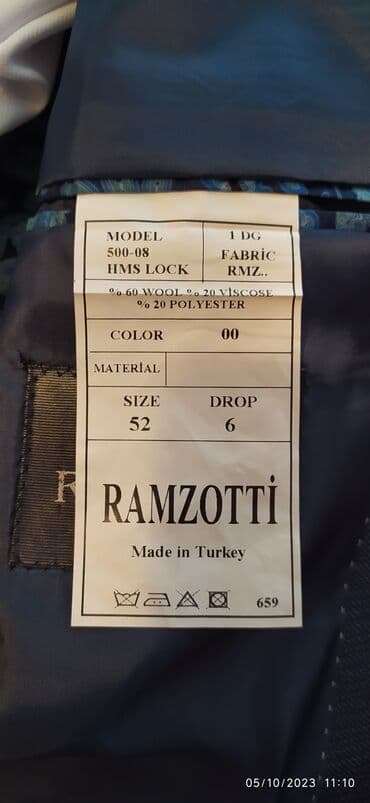 MODEL
500-08
HMS LOCK
1 DG
FABRİC
RMZ..
% 60 WOOL % 20 VİSCOSE
% 20 POLYESTER
COLOR 00
MATERİAL
SIZE DROP
52 6
RAMZOTTİ
Made in Turkey
659
R
05/10/2023 11:10